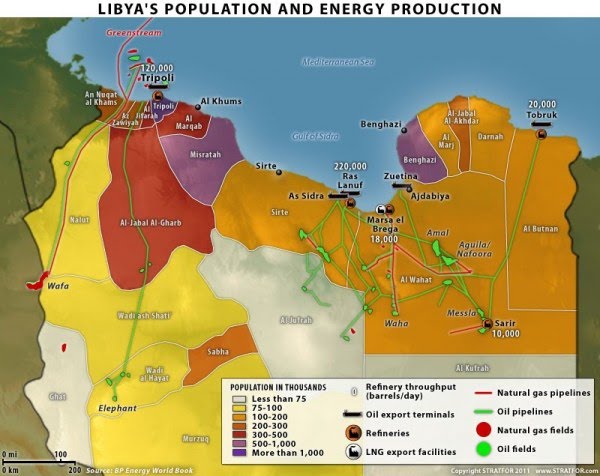 LIBYA'S POPULATION AND ENERGY PRODUCTION
Greenstream
Mediterranean Sea
120,000
Tripoli
An Nuqat
al Khams
Az
Zawiyah
Al
Jifarah
Tripoli
Al Khums
Al
Marqab
Misratah
Gulf of Sidra
Benghazi
Al-Jabal
Al-Akhdar
Al
Marj
Darnah
20,000
Tobruk
Benghazi
Sirte
220,000
Ras
Lanuf
As Sidra
Zuetina
Ajdabiya
Marsa el
Brega
18,000
Nalut
Al-Jabal Al-Gharb
Sirte
Amal
Aguila/
Nafoora
Al Butnan
Wafa
Wadi ash Shati'
Al-Jufrah
Al Wahat
Waha
Messla
Sarir
10,000
Sabha
Wadi
al Hayat
Ghat
Elephant
Murzuq
Al Kufrah
POPULATION IN THOUSANDS
Less than 75
75-100
100-200
200-300
300-500
500-1,000
More than 1,000
0
Refinery throughput
(barrels/day)
Oil export terminals
Refineries
LNG export facilities
Natural gas pipelines
Oil pipelines
Natural gas fields
Oil fields
0 mi 100
0 km 200
Source: BP Energy World Book
Copyright STRATFOR 2011 www.STRATFOR.com